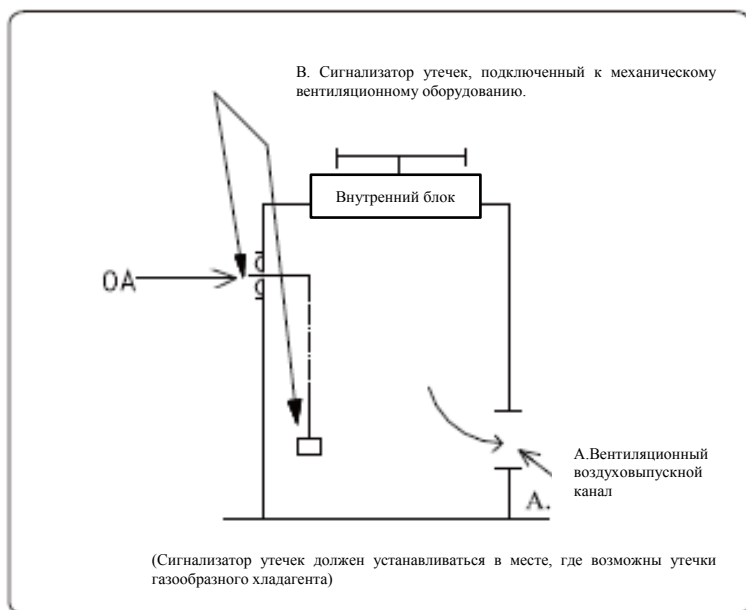 В. Сигнализатор утечек, подключенный к механическому
вентиляционному оборудованию.
Внутренний блок
OA
А.Вентиляционный
воздуховыпускной
канал
A.
(Сигнализатор утечек должен устанавливаться в месте, где возможны утечки
газообразного хладагента)